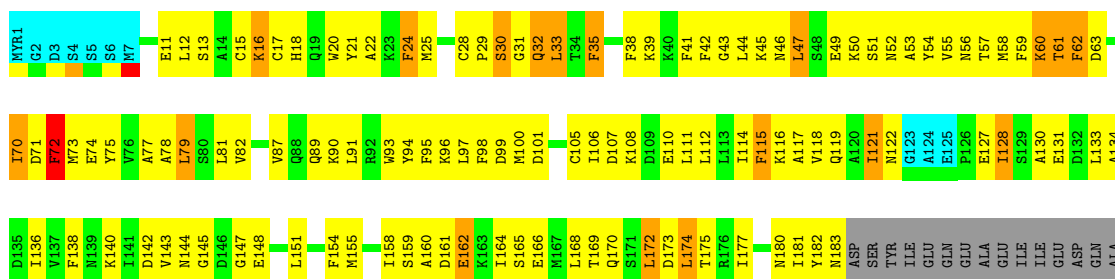 MYR1 G2 D3 S4 S5 S6 M7 E11 L12 S13 A14 C15 K16 C17 H18 Q19 W20 Y21 A22 K23 F24 M25 C28 P29 S30 G31 Q32 L33 T34 F35 F38 K39 K40 F41 F42 G43 L44 K45 N46 L47 S48 E49 K50 S51 N52 A53 Y54 V55 N56 T57 M58 F59 K60 T61 F62 D63
I70 D71 F72 M73 E74 Y75 V76 A77 A78 L79 S80 L81 V82 V87 Q88 Q89 K90 L91 R92 W93 Y94 F95 K96 L97 F98 D99 M100 D101 C105 I106 D107 K108 D109 E110 L111 L112 L113 I114 F115 K116 A117 V118 Q119 A120 I121 N122 G123 A124 E125 P126 E127 I128 S129 A130 E131 D132 L133 A134
D135 I136 V137 F138 N139 K140 I141 D142 V143 N144 G145 D146 G147 E148 L151 F154 M155 I158 S159 A160 D161 E162 K163 I164 S165 E166 M167 L168 T169 Q170 S171 L172 D173 L174 T175 R176 I177 N180 I181 Y182 N183 ASP SER TYR ILE GLU GLN GLU ALA GLU ILE ILE GLU ASP GLN LEU ALA